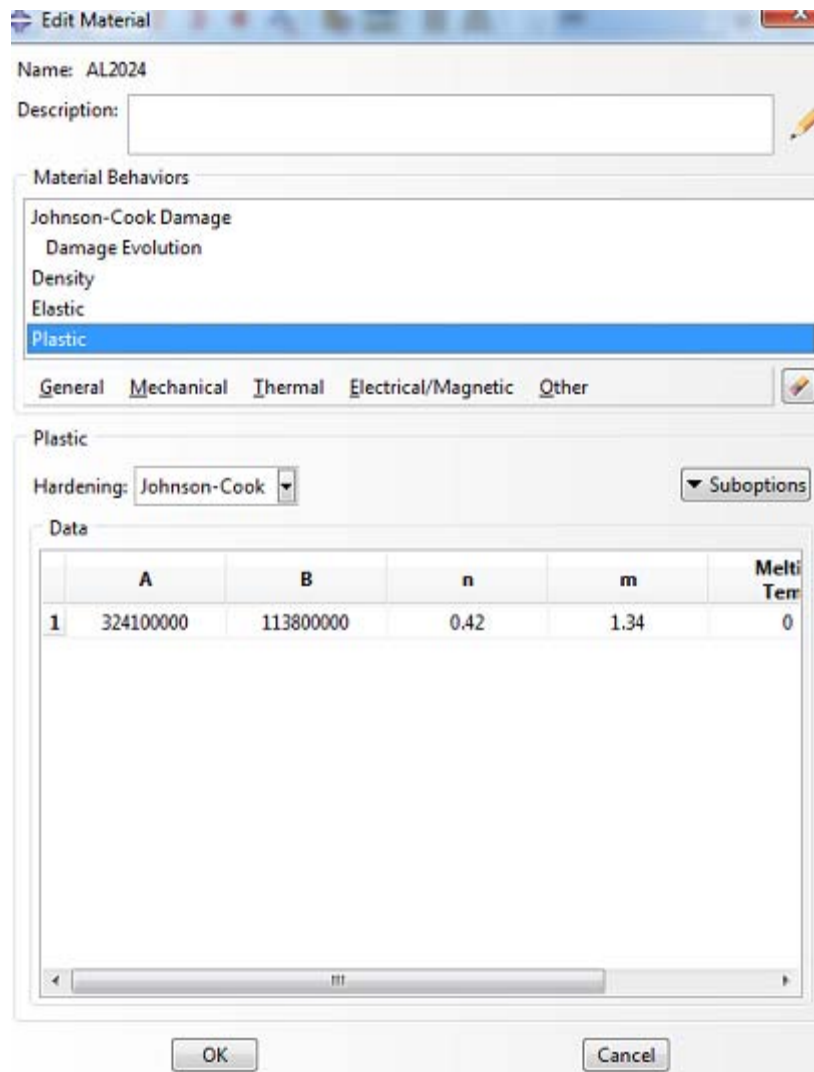 Edit Material
Name: AL2024
Description:
Material Behaviors
Johnson-Cook Damage
Damage Evolution
Density
Elastic
Plastic
General Mechanical Thermal Electrical/Magnetic Other
Plastic
Hardening: Johnson-Cook Suboptions
Data
A B n m Melti
Tem
1 324100000 113800000 0.42 1.34 0
OK Cancel